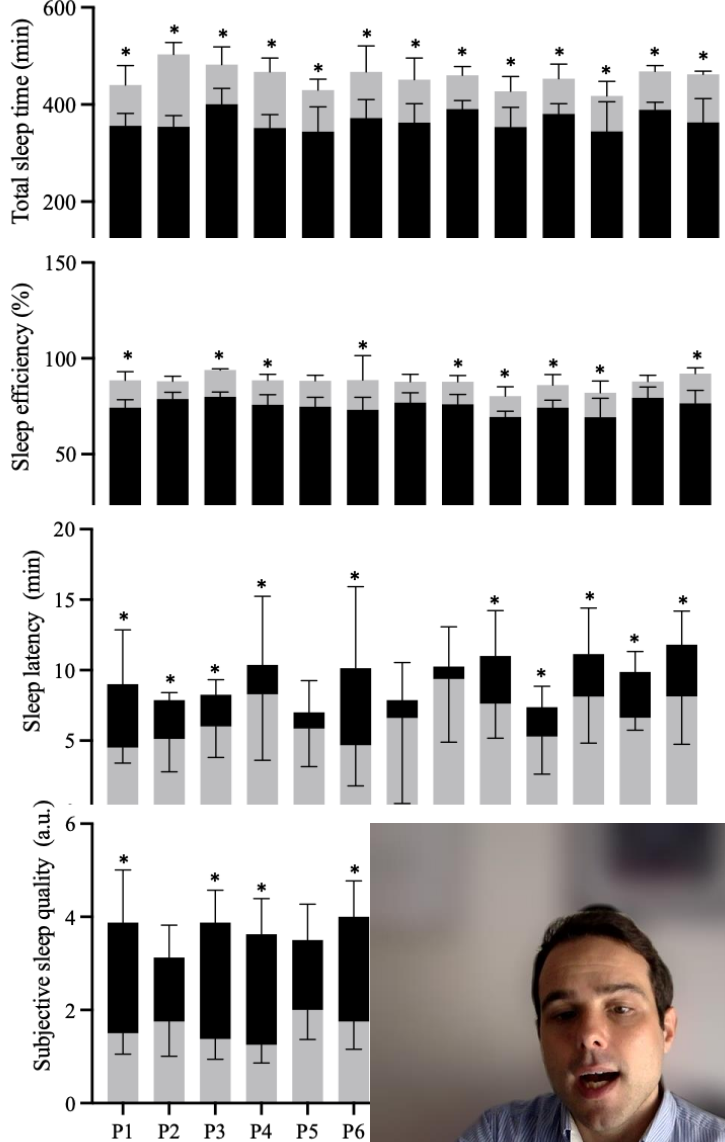 Total sleep time (min)
600
400
200
Sleep efficiency (%)
150
100
50
Sleep latency (min)
20
15
10
5
Subjective sleep quality (a.u.)
6
4
2
0
P1 P2 P3 P4 P5 P6